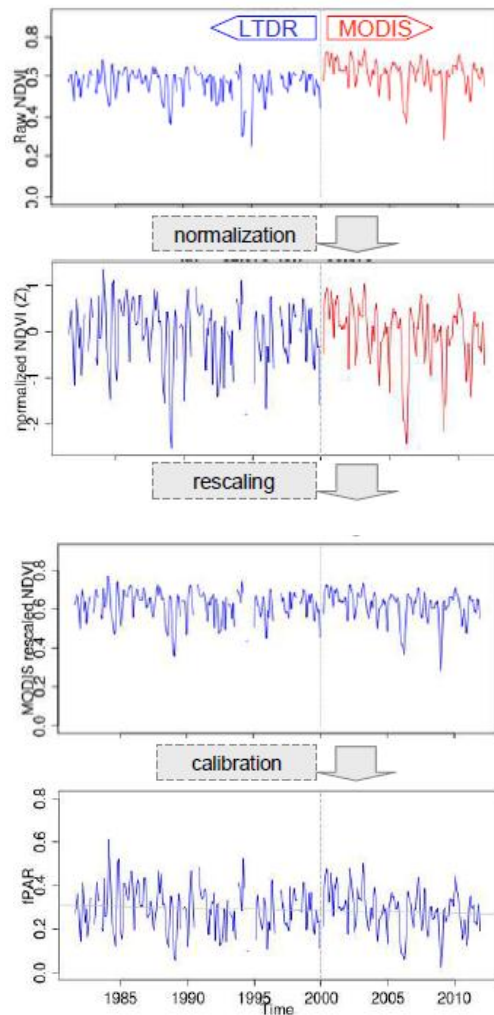 LTDR MODIS
Raw NDVI
0.8
0.6
0.4
0.2
0.0
normalization
normalized NDVI (Z)
1
0
-1
-2
rescaling
MODIS rescaled NDVI
0.8
0.6
0.4
0.2
0.0
calibration
fPAR
0.8
0.6
0.4
0.2
0.0
1985 1990 1995 2000 2005 2010
Time